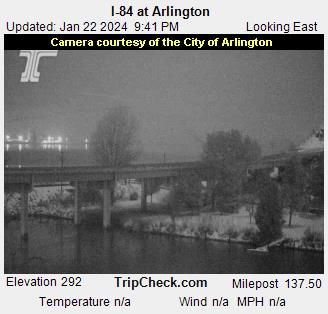 I-84 at Arlington
Updated: Jan 22 2024 9:41 PM Looking East
Camera courtesy of the City of Arlington
Elevation 292 TripCheck.com Milepost 137.50
Temperature n/a Wind n/a MPH n/a